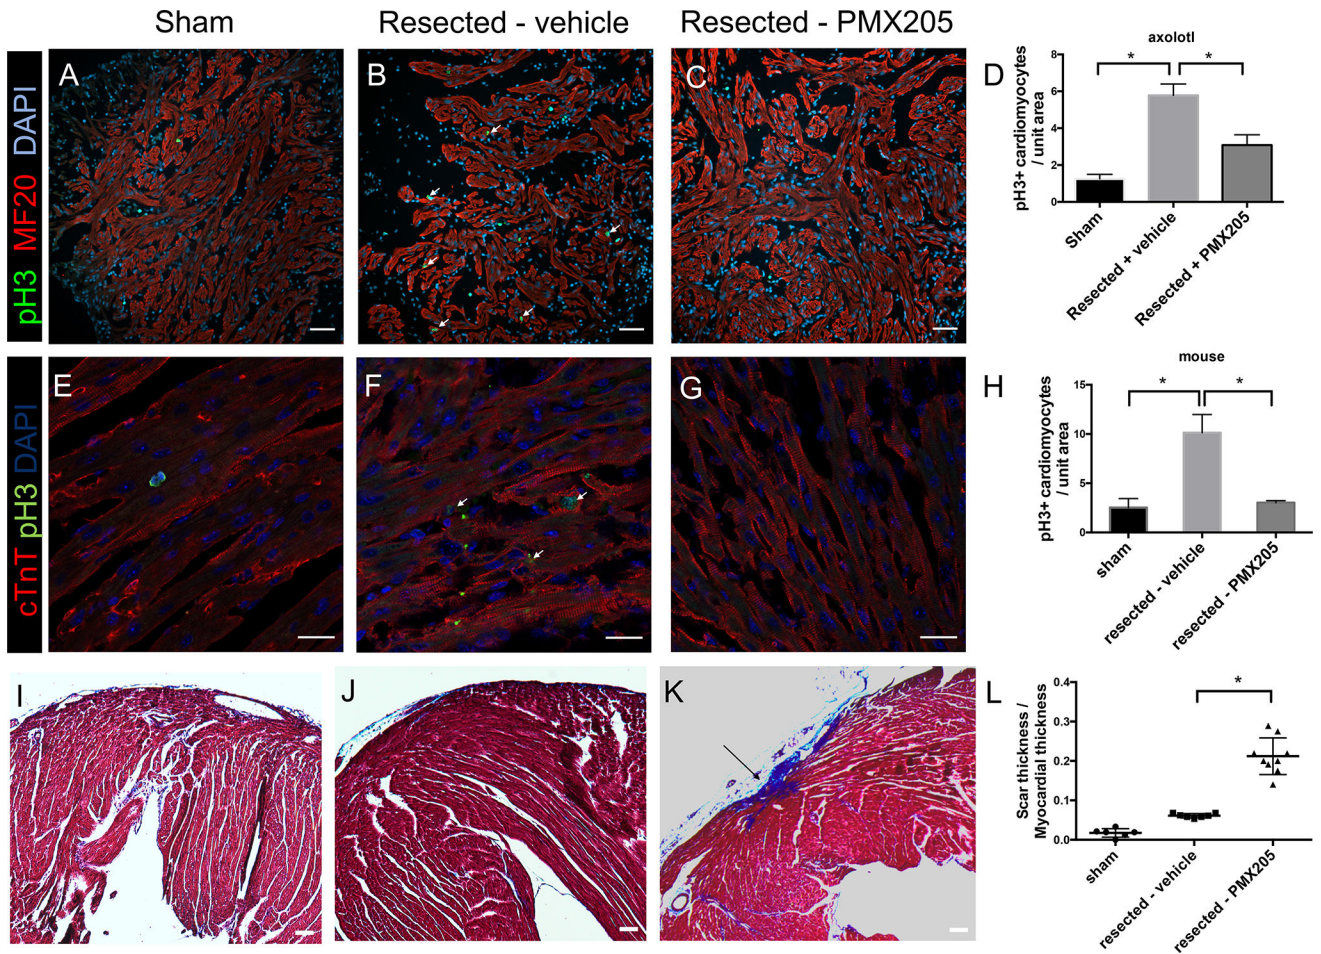 Sham
Resected - vehicle
Resected - PMX205
pH3 MF20 DAPI
A
B
C
D
axolotl
pH3+ cardiomyocytes
/ unit area
8
6
4
2
0
*
*
Sham
Resected + vehicle
Resected + PMX205
cTnT pH3 DAPI
E
F
G
H
mouse
pH3+ cardiomyocytes
/ unit area
15
10
5
0
*
*
sham
resected - vehicle
resected - PMX205
I
J
K
L
Scar thickness /
Myocardial thickness
0.4
0.3
0.2
0.1
0.0
*
sham
resected - vehicle
resected - PMX205